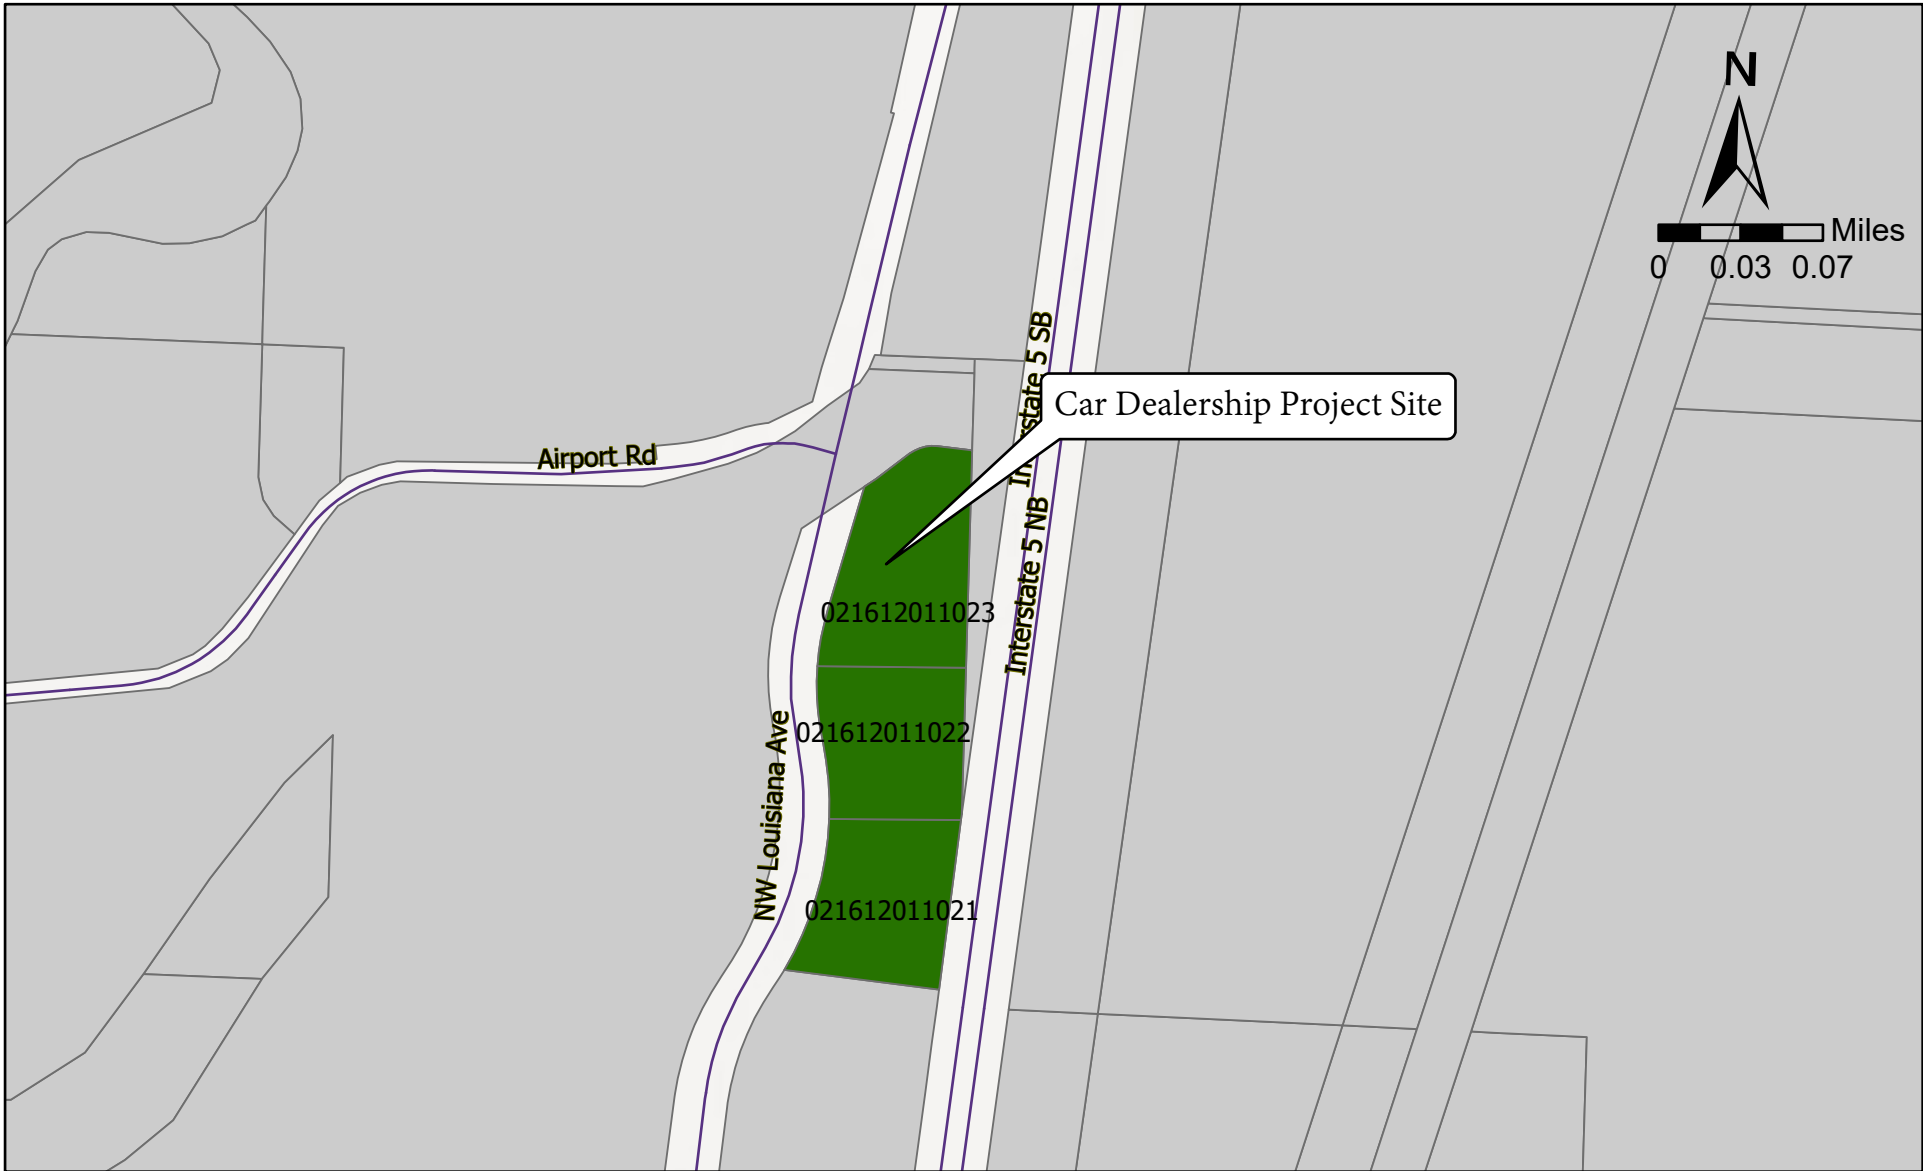 N
Miles
0 0.03 0.07
Interstate 5 SB
Car Dealership Project Site
Airport Rd
Interstate 5 NB
021612011023
021612011022
NW Louisiana Ave
021612011021